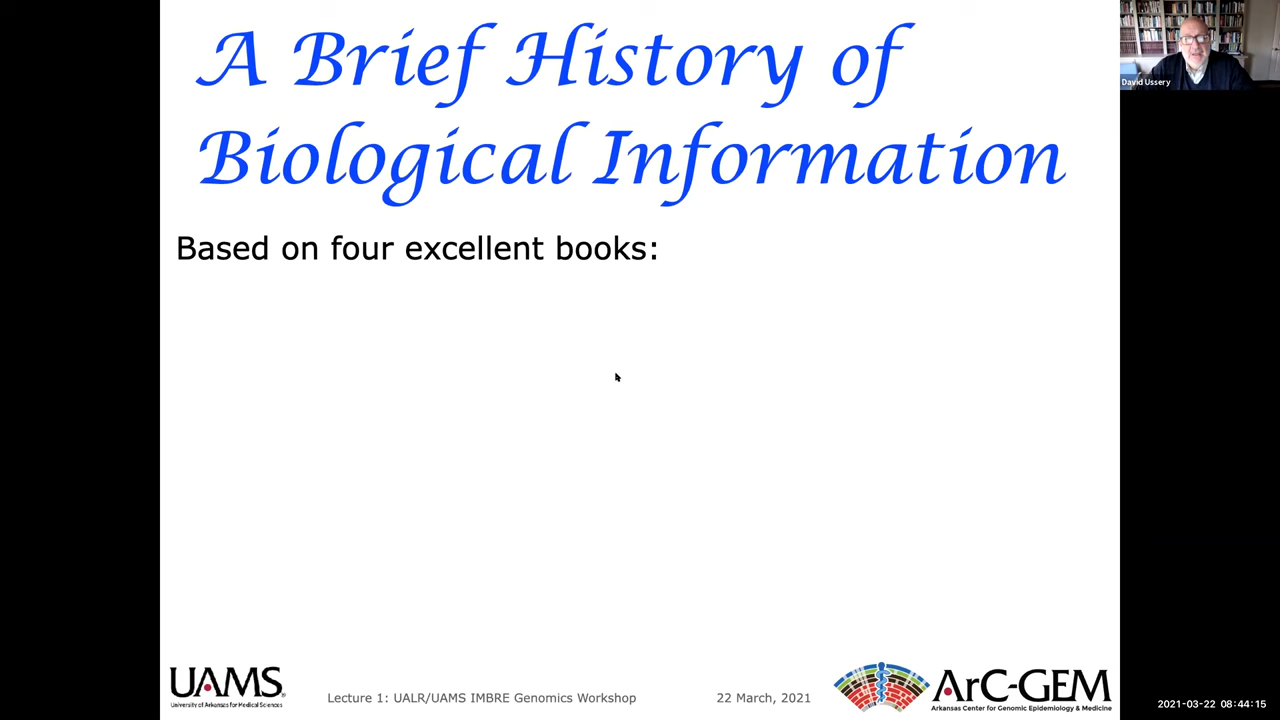 A Brief History of
Biological Information
David Ussery
Based on four excellent books:
UAMS
University of Arkansas for Medical Sciences
Lecture 1: UALR/UAMS IMBRE Genomics Workshop
22 March, 2021
ArC-GEM
Arkansas Center for Genomic Epidemiology & Medicine
2021-03-22 08:44:15